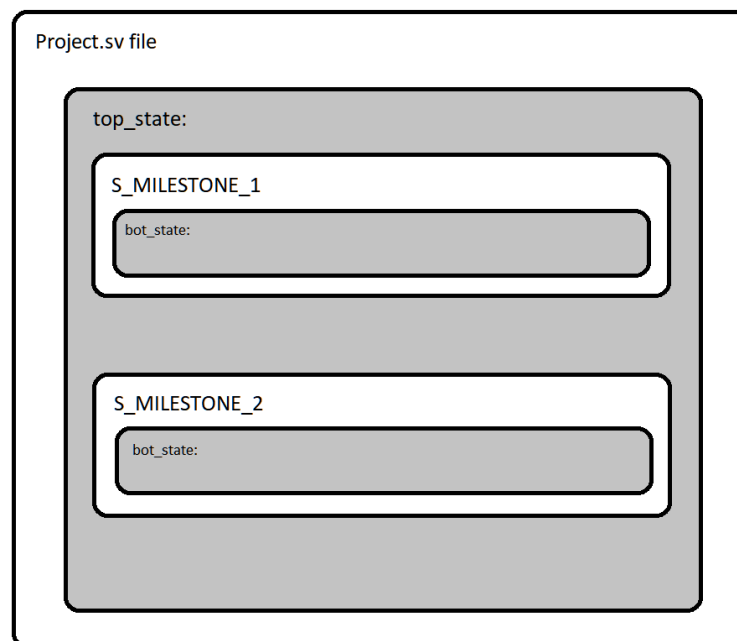 Project.sv file
top_state:
S_MILESTONE_1
bot_state:
S_MILESTONE_2
bot_state: